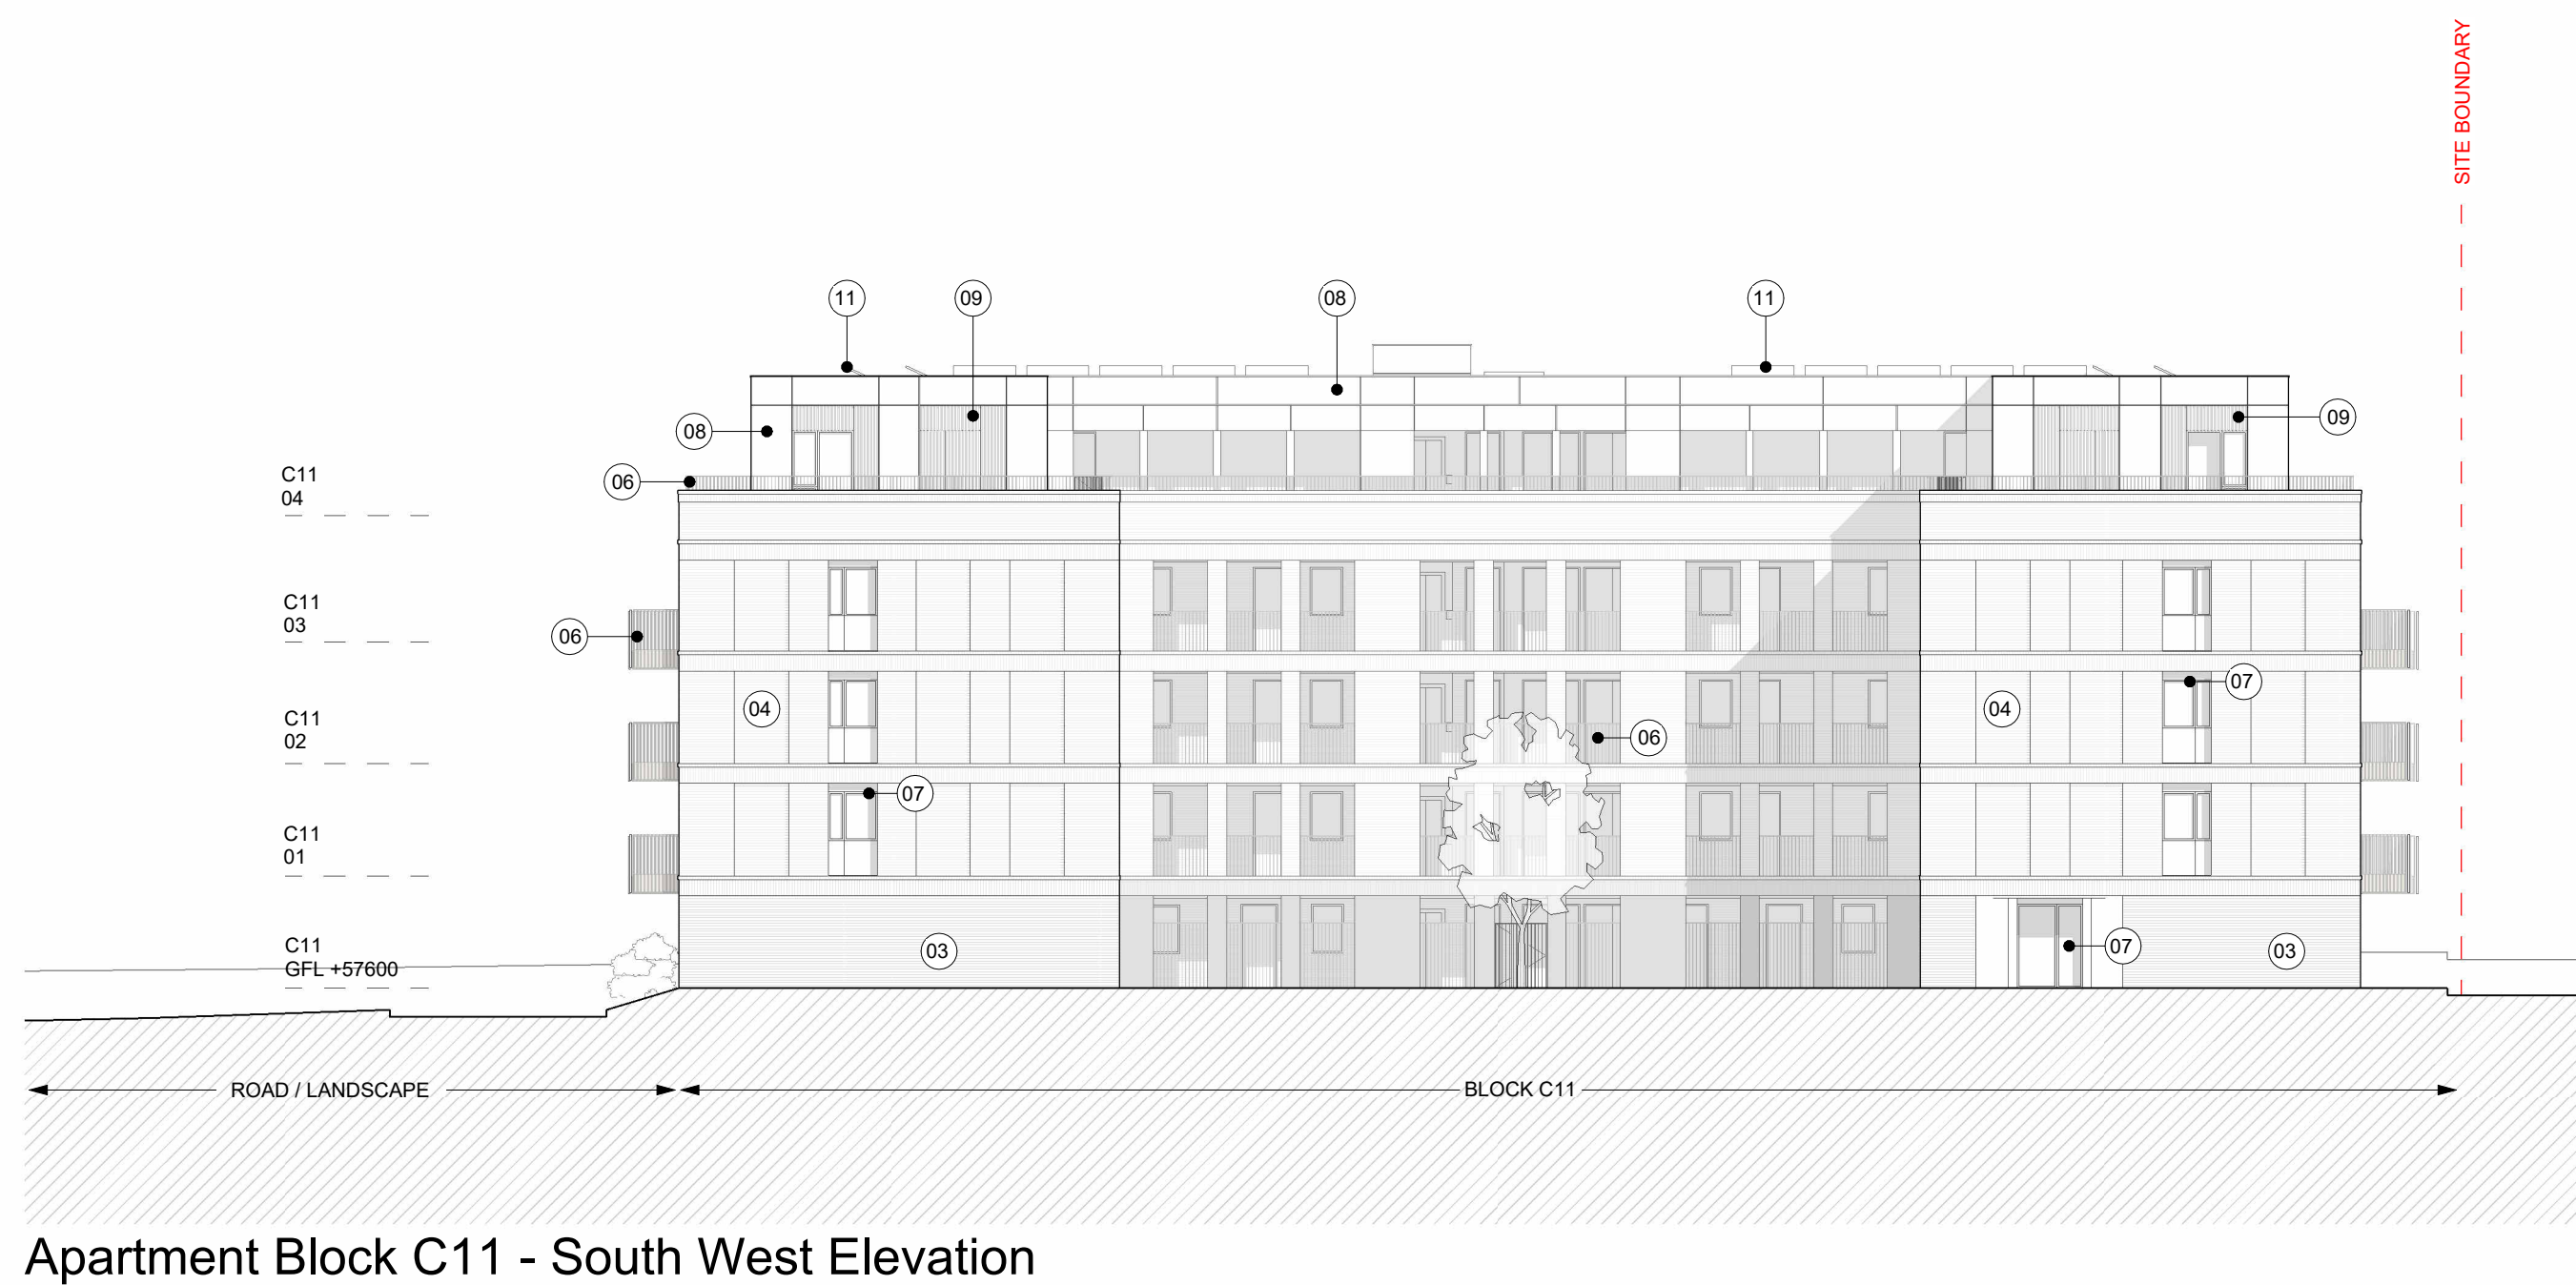 SITE BOUNDARY
11
09
08
11
08
09
06
C11
04
C11
03
06
07
04
04
C11
02
06
07
C11
01
C11
GFL +57600
03
07
03
ROAD / LANDSCAPE
BLOCK C11
Apartment Block C11 - South West Elevation